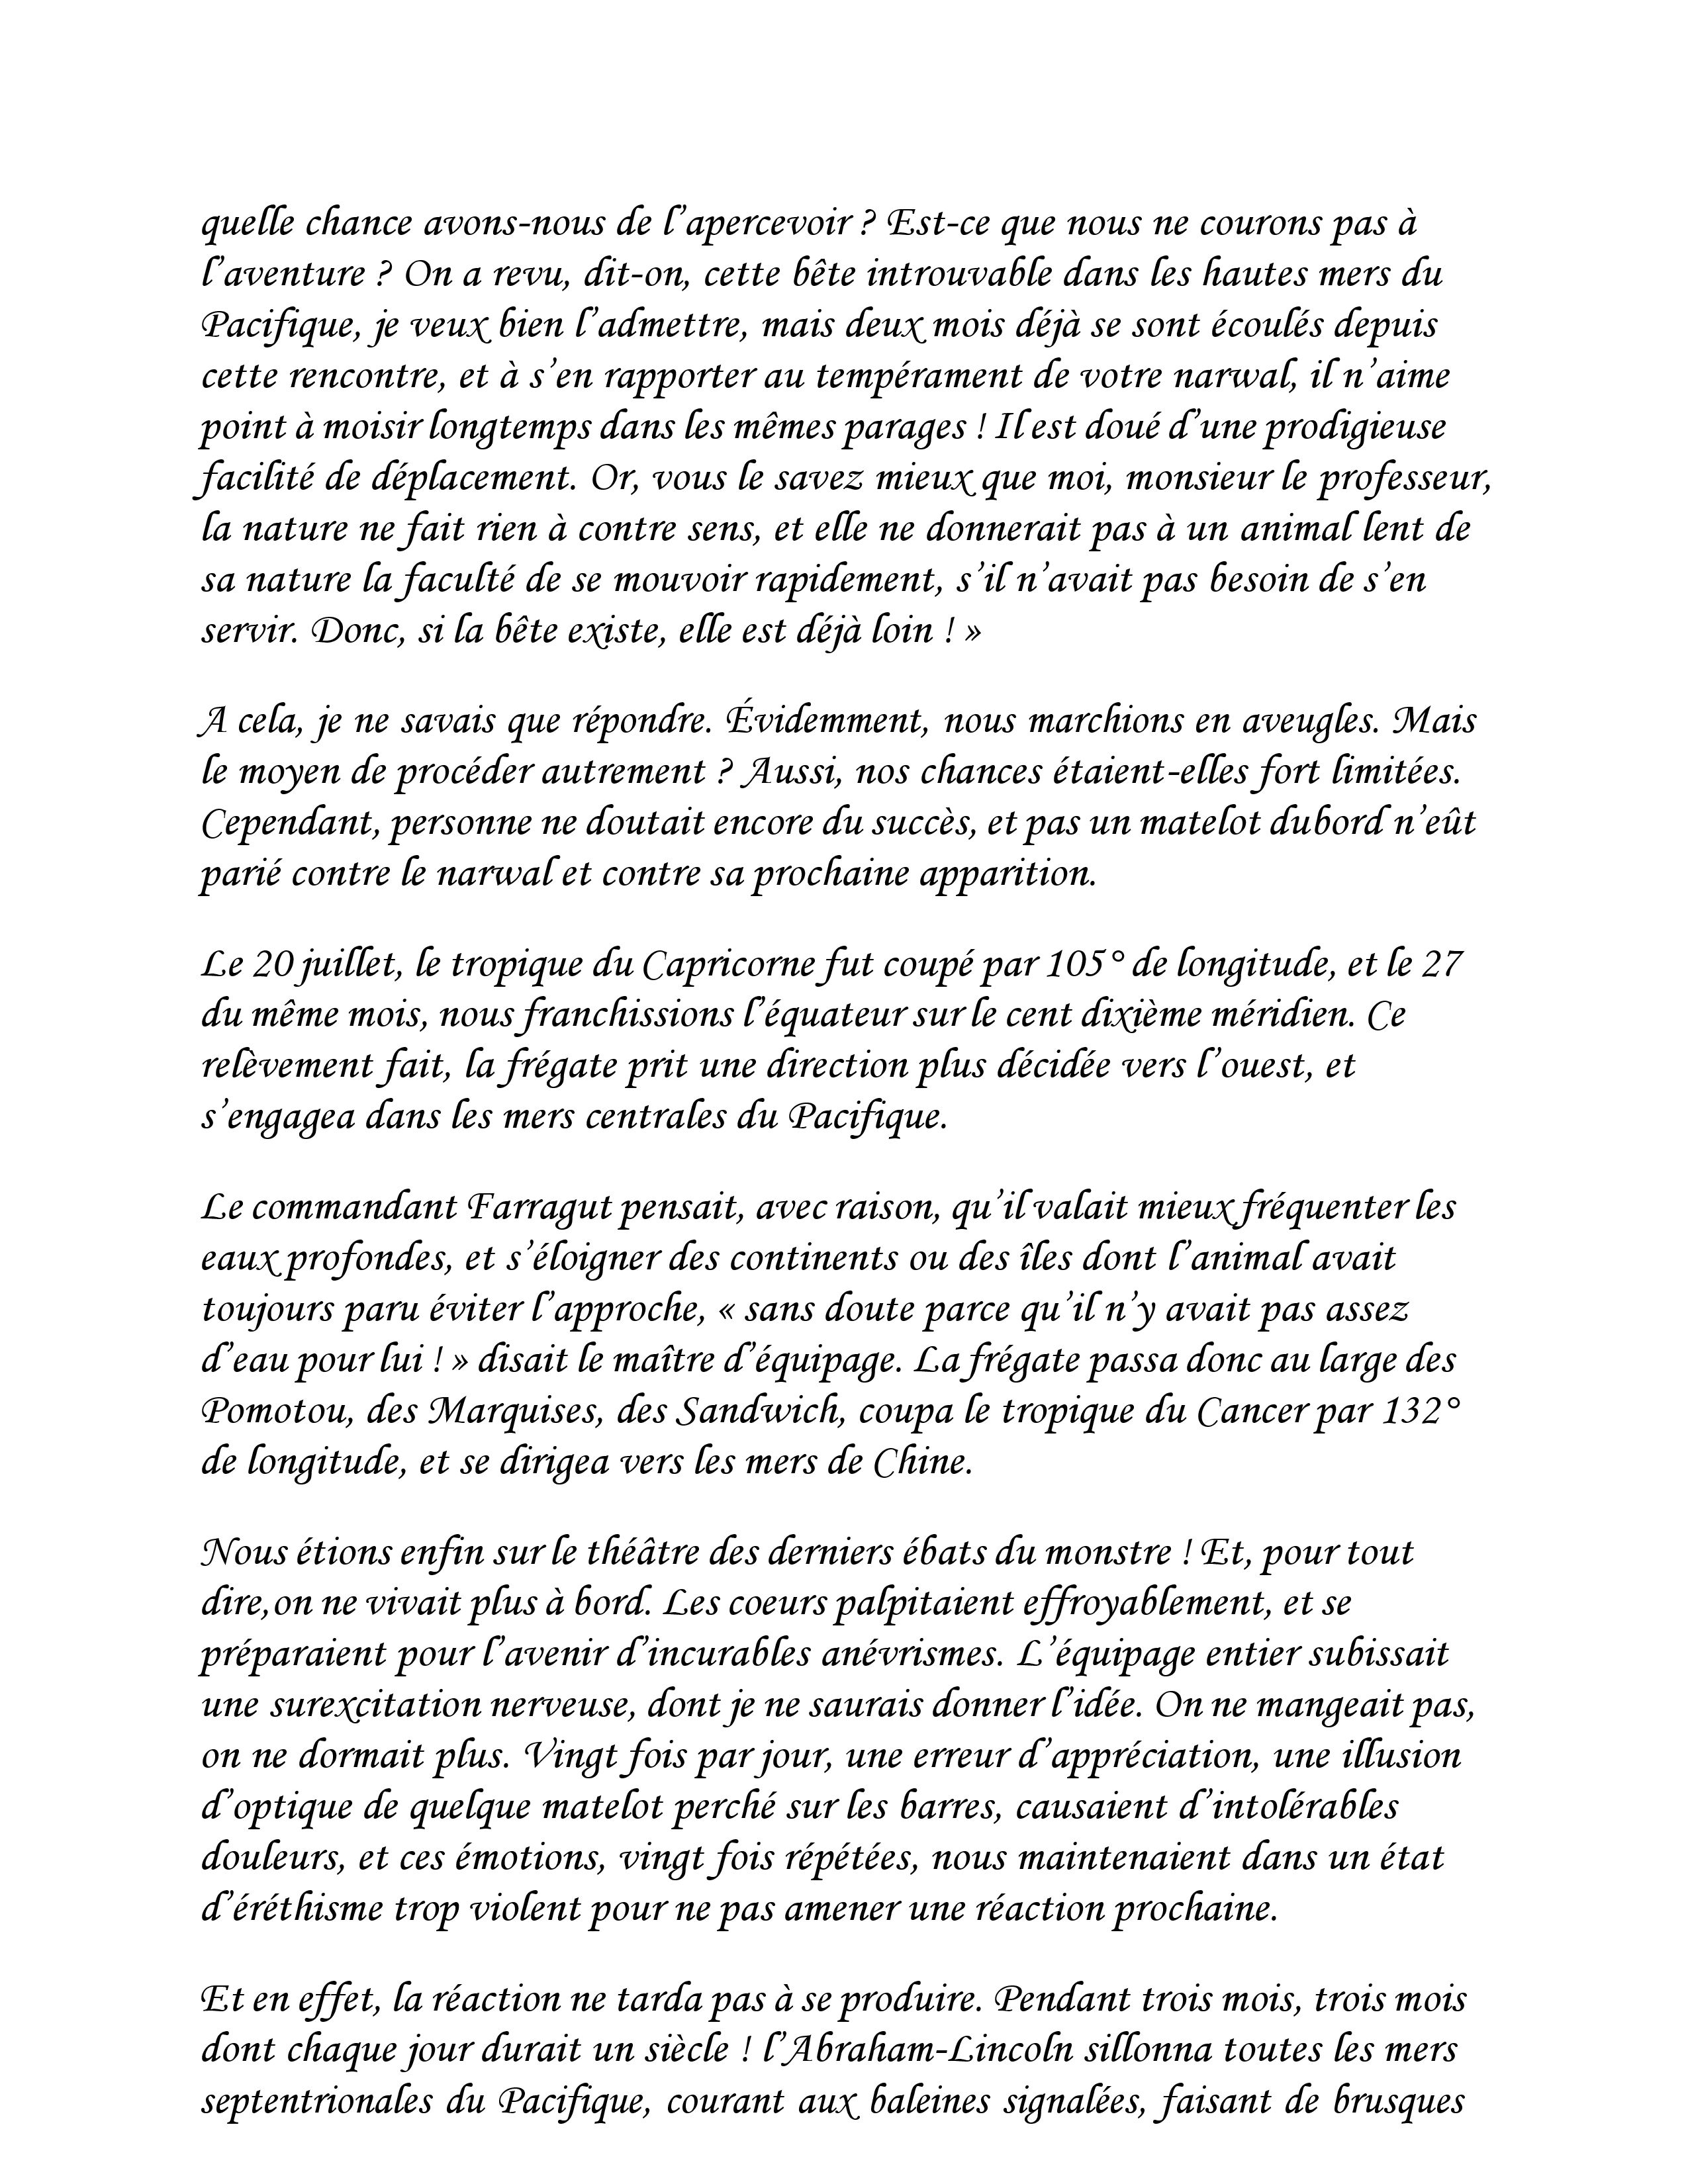 quelle chance avons-nous de l’apercevoir ? Est-ce que nous ne courons pas à
l’aventure ? On a revu, dit-on, cette bête introuvable dans les hautes mers du
Pacifique, je veux bien l’admettre, mais deux mois déjà se sont écoulés depuis
cette rencontre, et à s’en rapporter au tempérament de votre narwal, il n’aime
point à moisir longtemps dans les mêmes parages ! Il est doué d’une prodigieuse
facilité de déplacement. Or, vous le savez mieux que moi, monsieur le professeur,
la nature ne fait rien à contre sens, et elle ne donnerait pas à un animal lent de
sa nature la faculté de se mouvoir rapidement, s’il n’avait pas besoin de s’en
servir. Donc, si la bête existe, elle est déjà loin ! »
A cela, je ne savais que répondre. Évidemment, nous marchions en aveugles. Mais
le moyen de procéder autrement ? Aussi, nos chances étaient-elles fort limitées.
Cependant, personne ne doutait encore du succès, et pas un matelot du bord n’eût
parié contre le narwal et contre sa prochaine apparition.
Le 20 juillet, le tropique du Capricorne fut coupé par 105° de longitude, et le 27
du même mois, nous franchissions l’équateur sur le cent dixième méridien. Ce
relèvement fait, la frégate prit une direction plus décidée vers l’ouest, et
s’engagea dans les mers centrales du Pacifique.
Le commandant Farragut pensait, avec raison, qu’il valait mieux fréquenter les
eaux profondes, et s’éloigner des continents ou des îles dont l’animal avait
toujours paru éviter l’approche, « sans doute parce qu’il n’y avait pas assez
d’eau pour lui ! » disait le maître d’équipage. La frégate passa donc au large des
Pomotou, des Marquises, des Sandwich, coupa le tropique du Cancer par 132°
de longitude, et se dirigea vers les mers de Chine.
Nous étions enfin sur le théâtre des derniers ébats du monstre ! Et, pour tout
dire, on ne vivait plus à bord. Les coeurs palpitaient effroyablement, et se
préparaient pour l’avenir d’incurables anévrismes. L’équipage entier subissait
une surexcitation nerveuse, dont je ne saurais donner l’idée. On ne mangeait pas,
on ne dormait plus. Vingt fois par jour, une erreur d’appréciation, une illusion
d’optique de quelque matelot perché sur les barres, causaient d’intolérables
douleurs, et ces émotions, vingt fois répétées, nous maintenaient dans un état
d’éréthisme trop violent pour ne pas amener une réaction prochaine.
Et en effet, la réaction ne tarda pas à se produire. Pendant trois mois, trois mois
dont chaque jour durait un siècle ! l’Abraham-Lincoln sillonna toutes les mers
septentrionales du Pacifique, courant aux baleines signalées, faisant de brusques